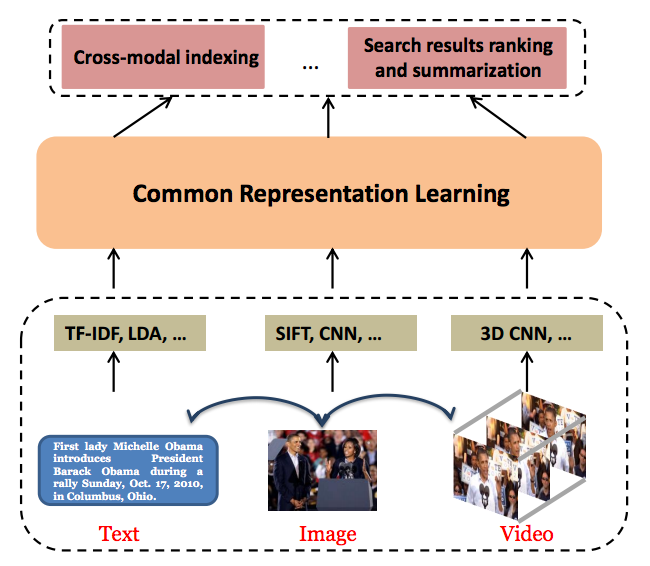 Cross-modal indexing
...
Search results ranking
and summarization
Common Representation Learning
TF-IDF, LDA, ...
SIFT, CNN, ...
3D CNN, ...
First lady Michelle Obama
introduces President
Barack Obama during a
rally Sunday, Oct. 17, 2010,
in Columbus, Ohio.
Text
Image
Video